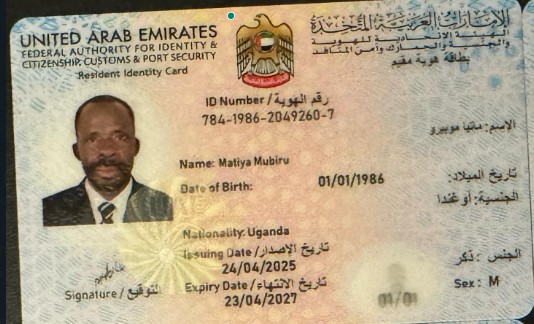 UNITED ARAB EMIRATES
FEDERAL AUTHORITY FOR IDENTITY &
CITIZENSHIP, CUSTOMS & PORT SECURITY
Resident Identity Card
الإمارات العربية المتحدة
الهيئة الاتحادية للهوية
والجنسية والجمارك وأمن المنافذ
بطاقة هوية مقيم
ID Number / رقم الهوية
784-1986-2049260-7
الإسم: ماتيا موبيرو
Name: Matiya Mubiru
تاريخ الميلاد:
Date of Birth: 01/01/1986
الجنسية: أوغندا
Nationality: Uganda
Issuing Date / تاريخ الإصدار
24/04/2025
الجنس: ذكر
Expiry Date / تاريخ الانتهاء
Sex: M
23/04/2027
Signature / التوقيع
01/01